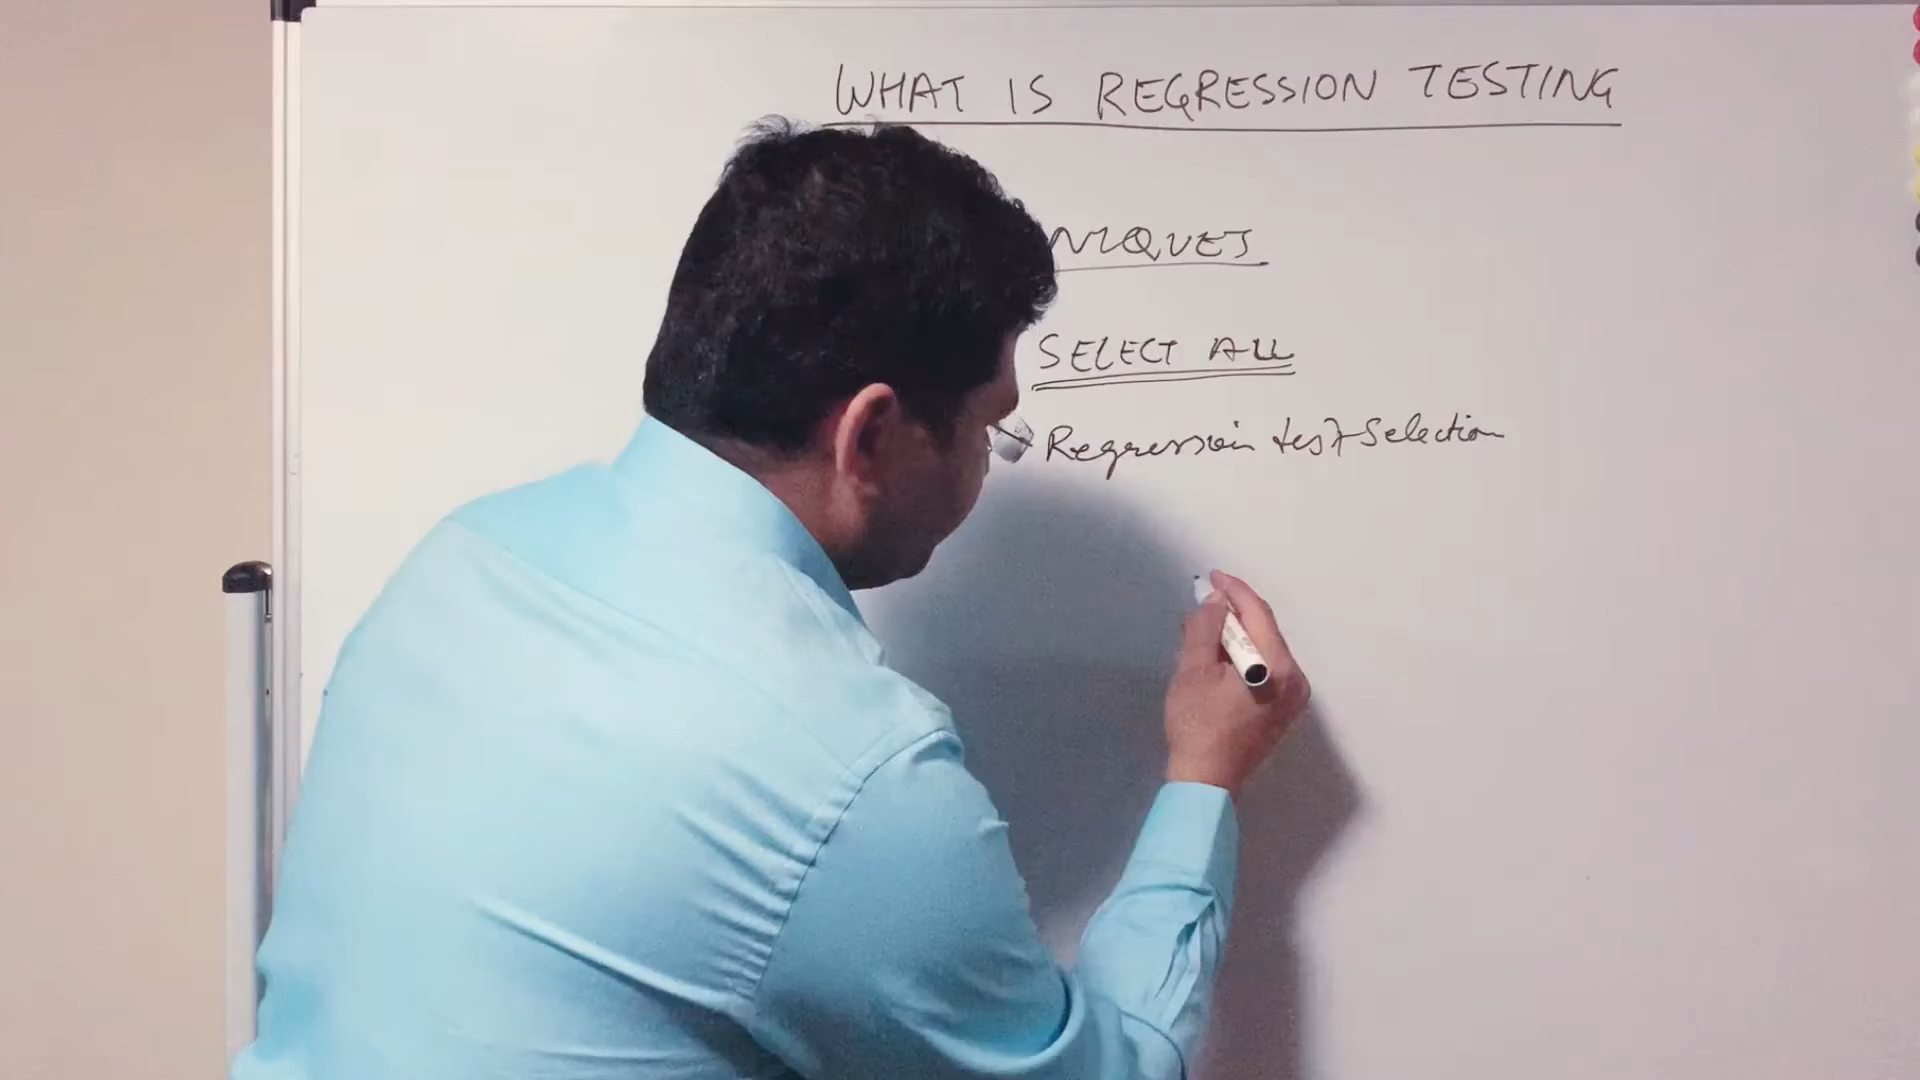 WHAT IS REGRESSION TESTING
NIQUES
SELECT ALL
Regression test Selection